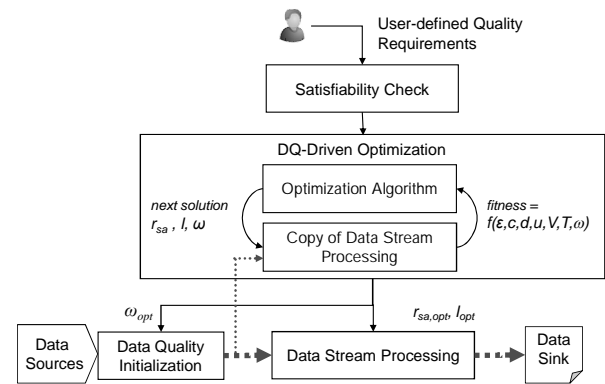 User-defined Quality
Requirements
Satisfiability Check
DQ-Driven Optimization
Optimization Algorithm
next solution
r_sa , l, ω
fitness =
f(ε,c,d,u,V,T,ω)
Copy of Data Stream
Processing
ω_opt
r_sa,opt, l_opt
Data
Sources
Data Quality
Initialization
Data Stream Processing
Data
Sink